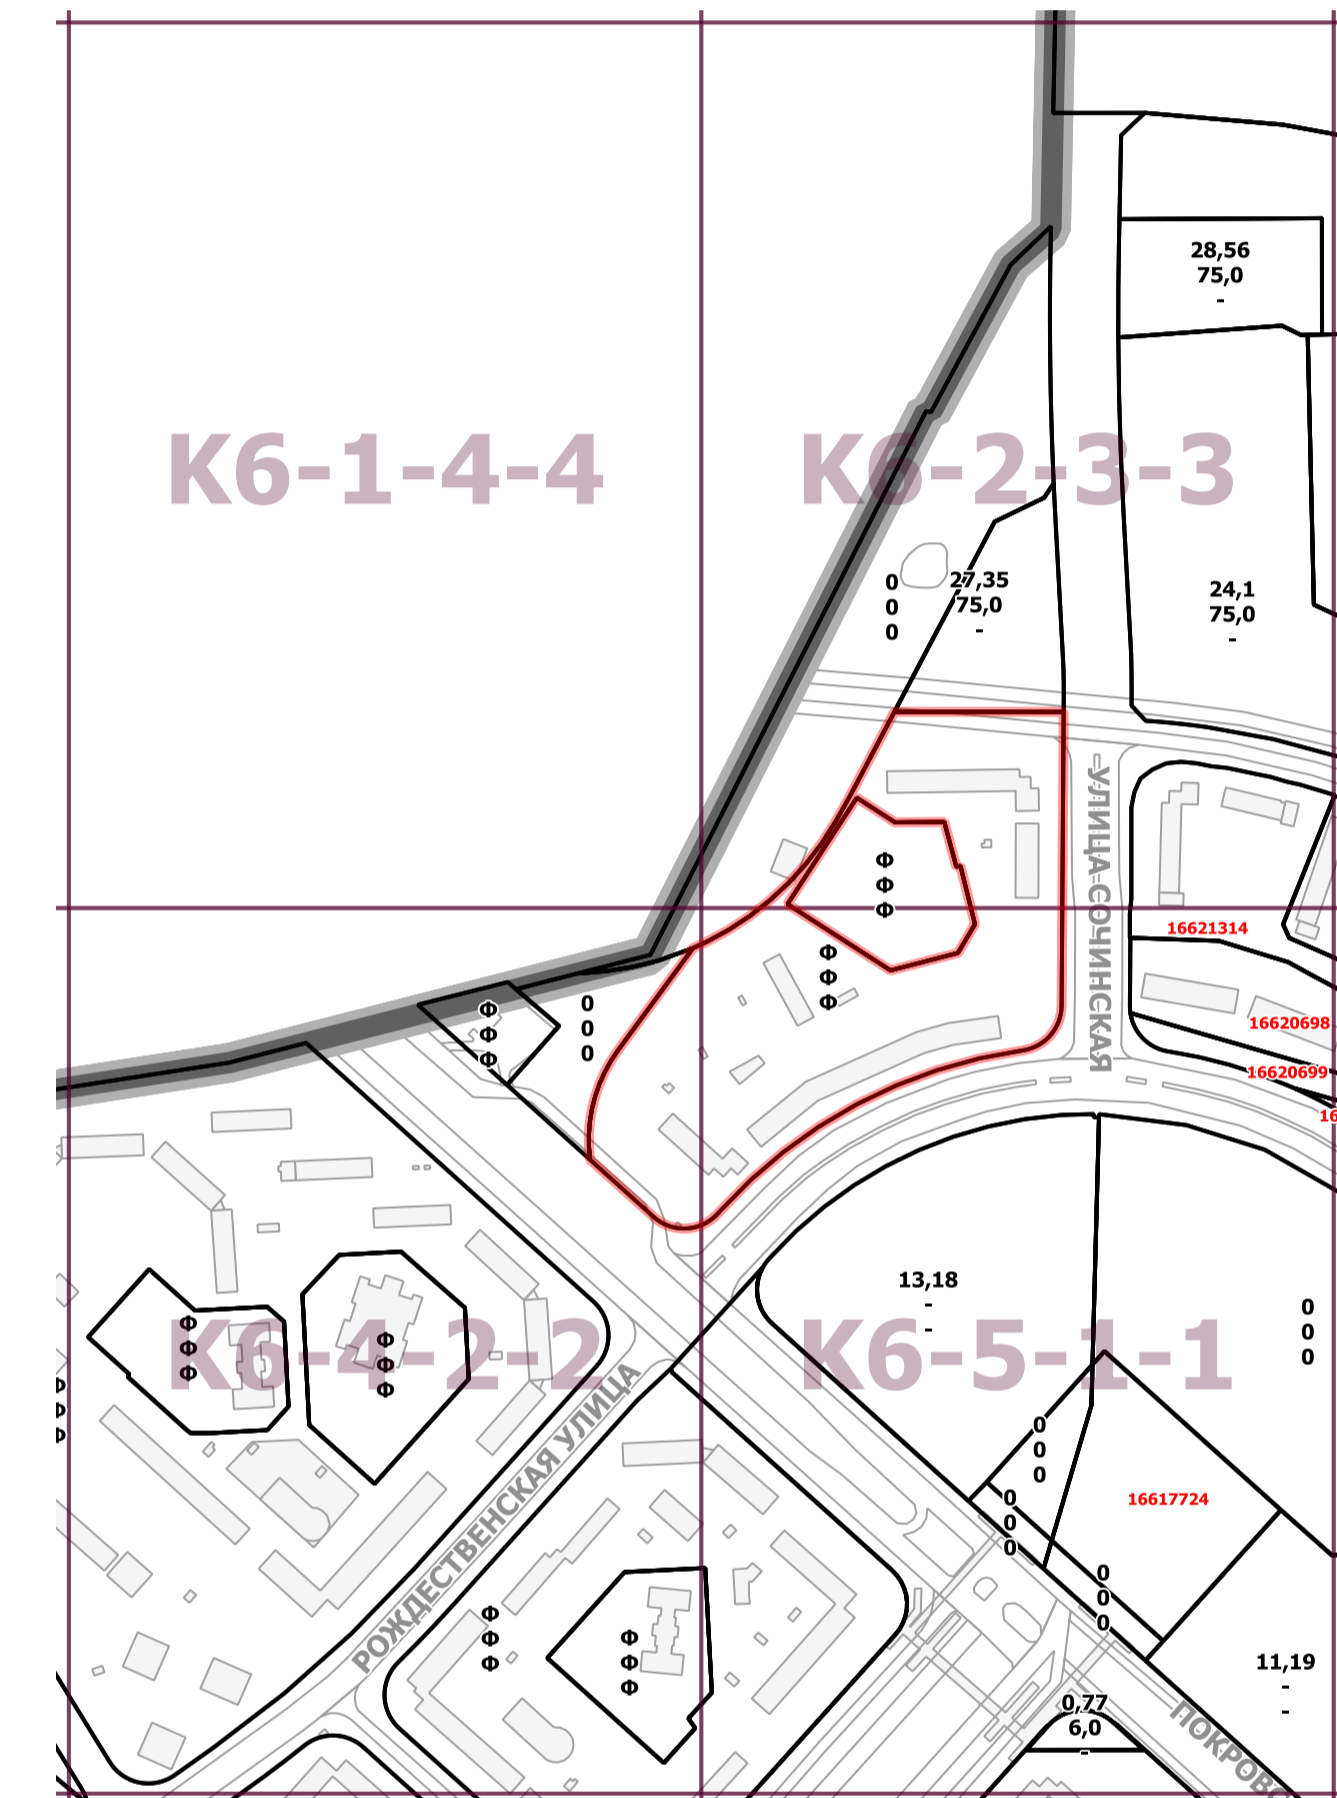 28,56
75,0
-
К6-1-4-4
К6-2-3-3
0
0
0
27,35
75,0
-
24,1
75,0
-
УЛИЦА СОЧИНСКАЯ
Ф
Ф
Ф
16621314
Ф
Ф
Ф
Ф
Ф
Ф
0
0
0
16620698
16620699
16
13,18
-
-
0
0
0
К6-4-2-2
К6-5-1-1
Ф
Ф
Ф
Ф
Ф
Ф
Ф
Ф
Ф
РОЖДЕСТВЕНСКАЯ УЛИЦА
0
0
0
0
0
0
16617724
0
0
0
Ф
Ф
Ф
Ф
Ф
Ф
11,19
-
-
0,77
6,0
-
ПОКРОВС